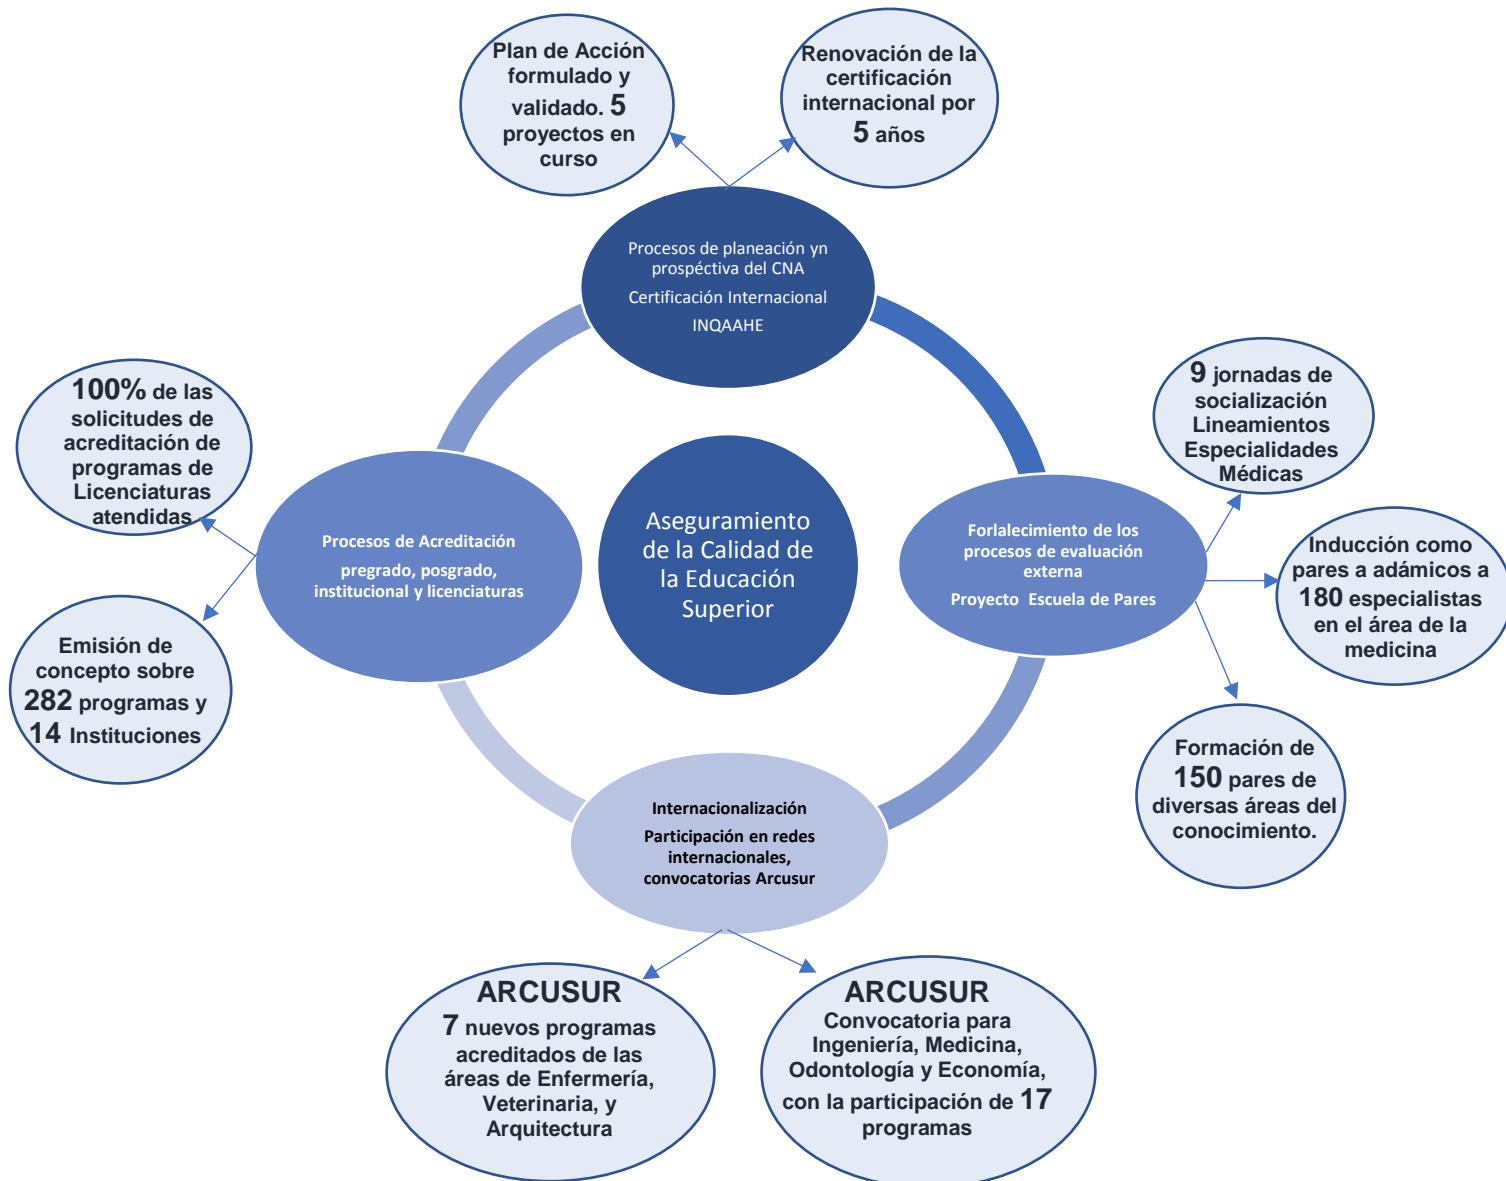 Plan de Acción
formulado y
validado. 5
proyectos en
curso
Renovación de la
certificación
internacional por
5 años
Procesos de planeación yn
prospéctiva del CNA
Certificación Internacional
INQAAHE
100% de las
solicitudes de
acreditación de
programas de
Licenciaturas
atendidas
9 jornadas de
socialización
Lineamientos
Especialidades
Médicas
Procesos de Acreditación
pregrado, posgrado,
institucional y licenciaturas
Aseguramiento
de la Calidad de
la Educación
Superior
Forlalecimiento de los
procesos de evaluación
externa
Proyecto Escuela de Pares
Inducción como
pares a adámicos a
180 especialistas
en el área de la
medicina
Emisión de
concepto sobre
282 programas y
14 Instituciones
Formación de
150 pares de
diversas áreas del
conocimiento.
Internacionalización
Participación en redes
internacionales,
convocatorias Arcusur
ARCUSUR
7 nuevos programas
acreditados de las
áreas de Enfermería,
Veterinaria, y
Arquitectura
ARCUSUR
Convocatoria para
Ingeniería, Medicina,
Odontología y Economía,
con la participación de 17
programas